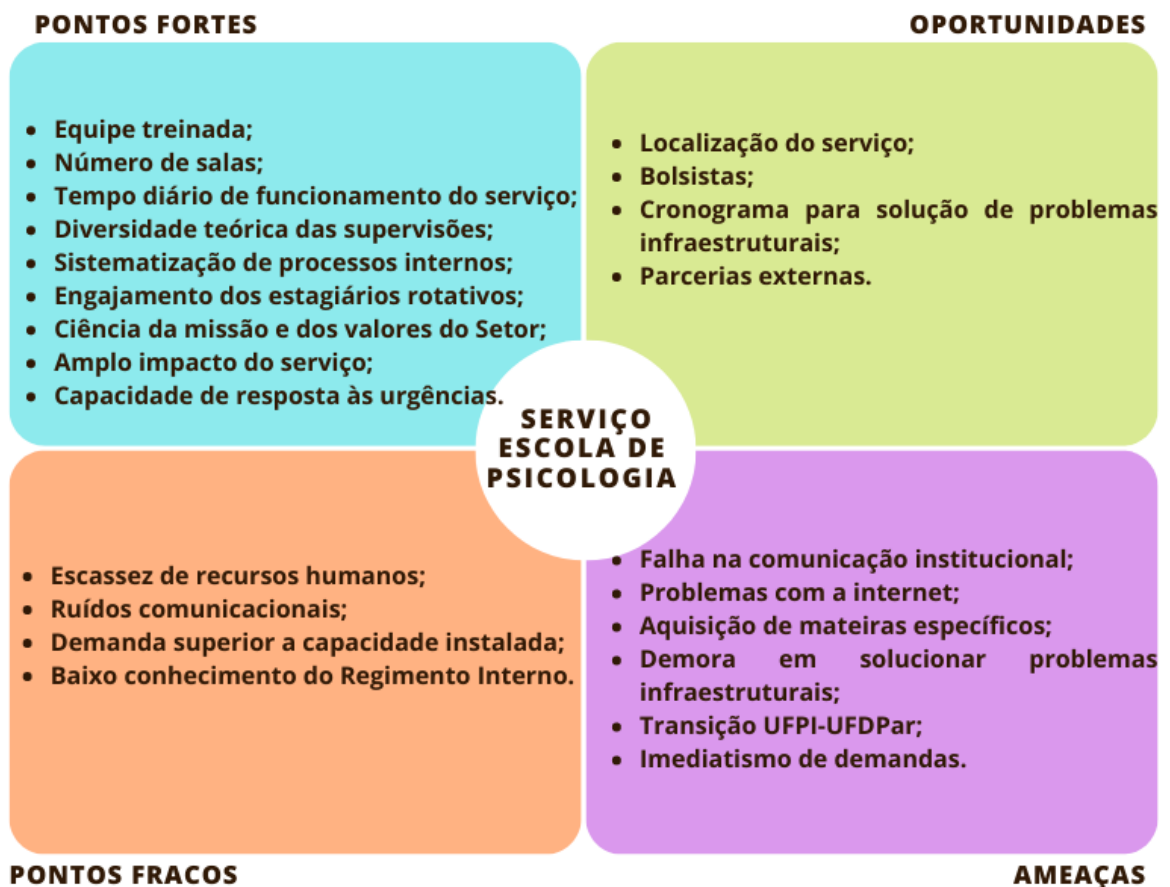 PONTOS FORTES
OPORTUNIDADES
• Equipe treinada;
• Número de salas;
• Tempo diário de funcionamento do serviço;
• Diversidade teórica das supervisões;
• Sistematização de processos internos;
• Engajamento dos estagiários rotativos;
• Ciência da missão e dos valores do Setor;
• Amplo impacto do serviço;
• Capacidade de resposta às urgências.
• Localização do serviço;
• Bolsistas;
• Cronograma para solução de problemas
infraestruturais;
• Parcerias externas.
SERVIÇO
ESCOLA DE
PSICOLOGIA
• Escassez de recursos humanos;
• Ruídos comunicacionais;
• Demanda superior a capacidade instalada;
• Baixo conhecimento do Regimento Interno.
• Falha na comunicação institucional;
• Problemas com a internet;
• Aquisição de mateiras específicos;
• Demora em solucionar problemas
infraestruturais;
• Transição UFPI-UFDPar;
• Imediatismo de demandas.
PONTOS FRACOS
AMEAÇAS